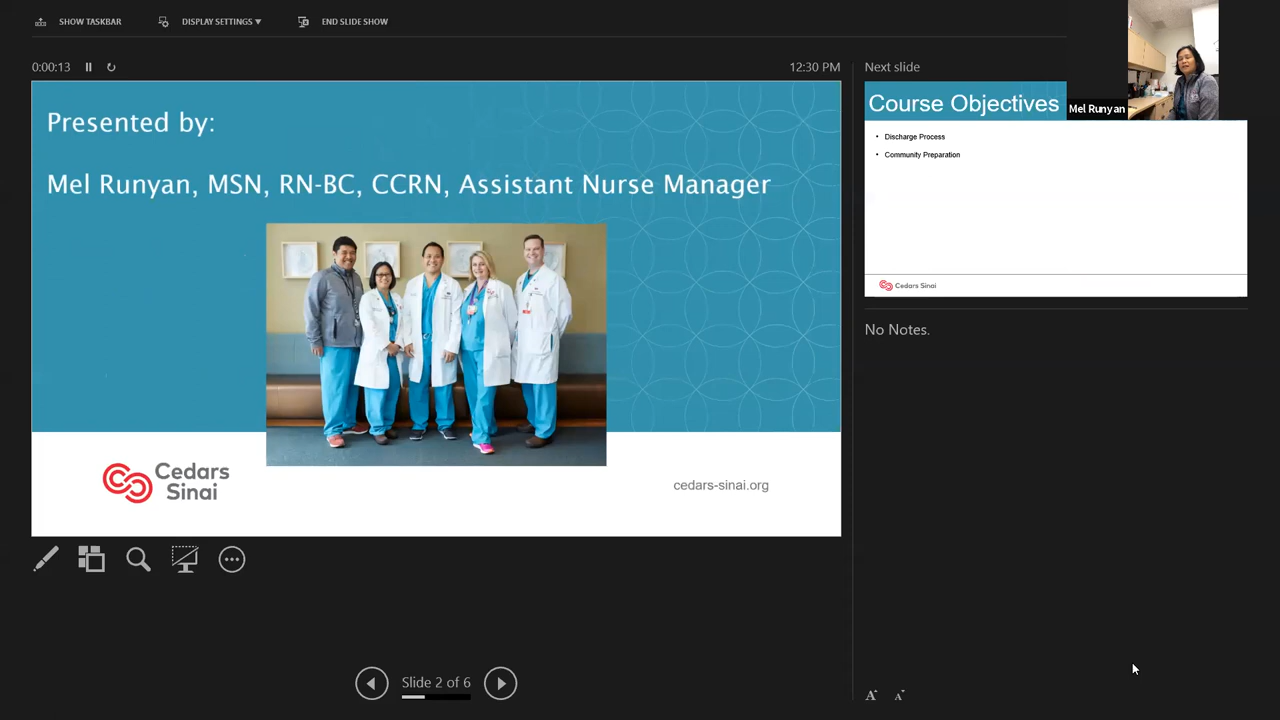 SHOW TASKBAR
DISPLAY SETTINGS
END SLIDE SHOW
0:00:13
12:30 PM
Presented by:
Mel Runyan, MSN, RN-BC, CCRN, Assistant Nurse Manager
Cedars
Sinai
cedars-sinai.org
Slide 2 of 6
Next slide
Course Objectives
• Discharge Process
• Community Preparation
Cedars Sinai
Mel Runyan
No Notes.
A
A